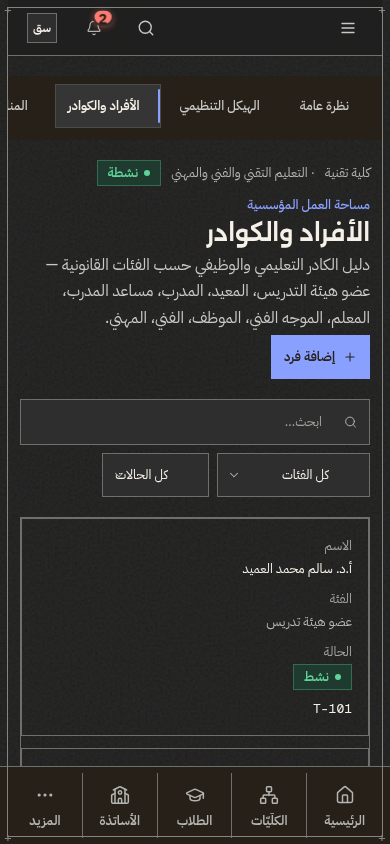 2
سق
نظرة عامة
الهيكل التنظيمي
الأفراد والكوادر
كلية تقنية · التعليم التقني والفني والمهني
نشطة
مساحة العمل المؤسسية
الأفراد والكوادر
دليل الكادر التعليمي والوظيفي حسب الفئات القانونية —
عضو هيئة التدريس، المعيد، المدرب، مساعد المدرب،
المعلم، الموجه الفني، الموظف، الفني، المهني.
إضافة فرد
ابحث...
كل الفئات
كل الحالات
الاسم
أ.د. سالم محمد العميد
الفئة
عضو هيئة تدريس
الحالة
نشط
T-101
الرئيسية
الكليّات
الطلاب
الأساتذة
المزيد